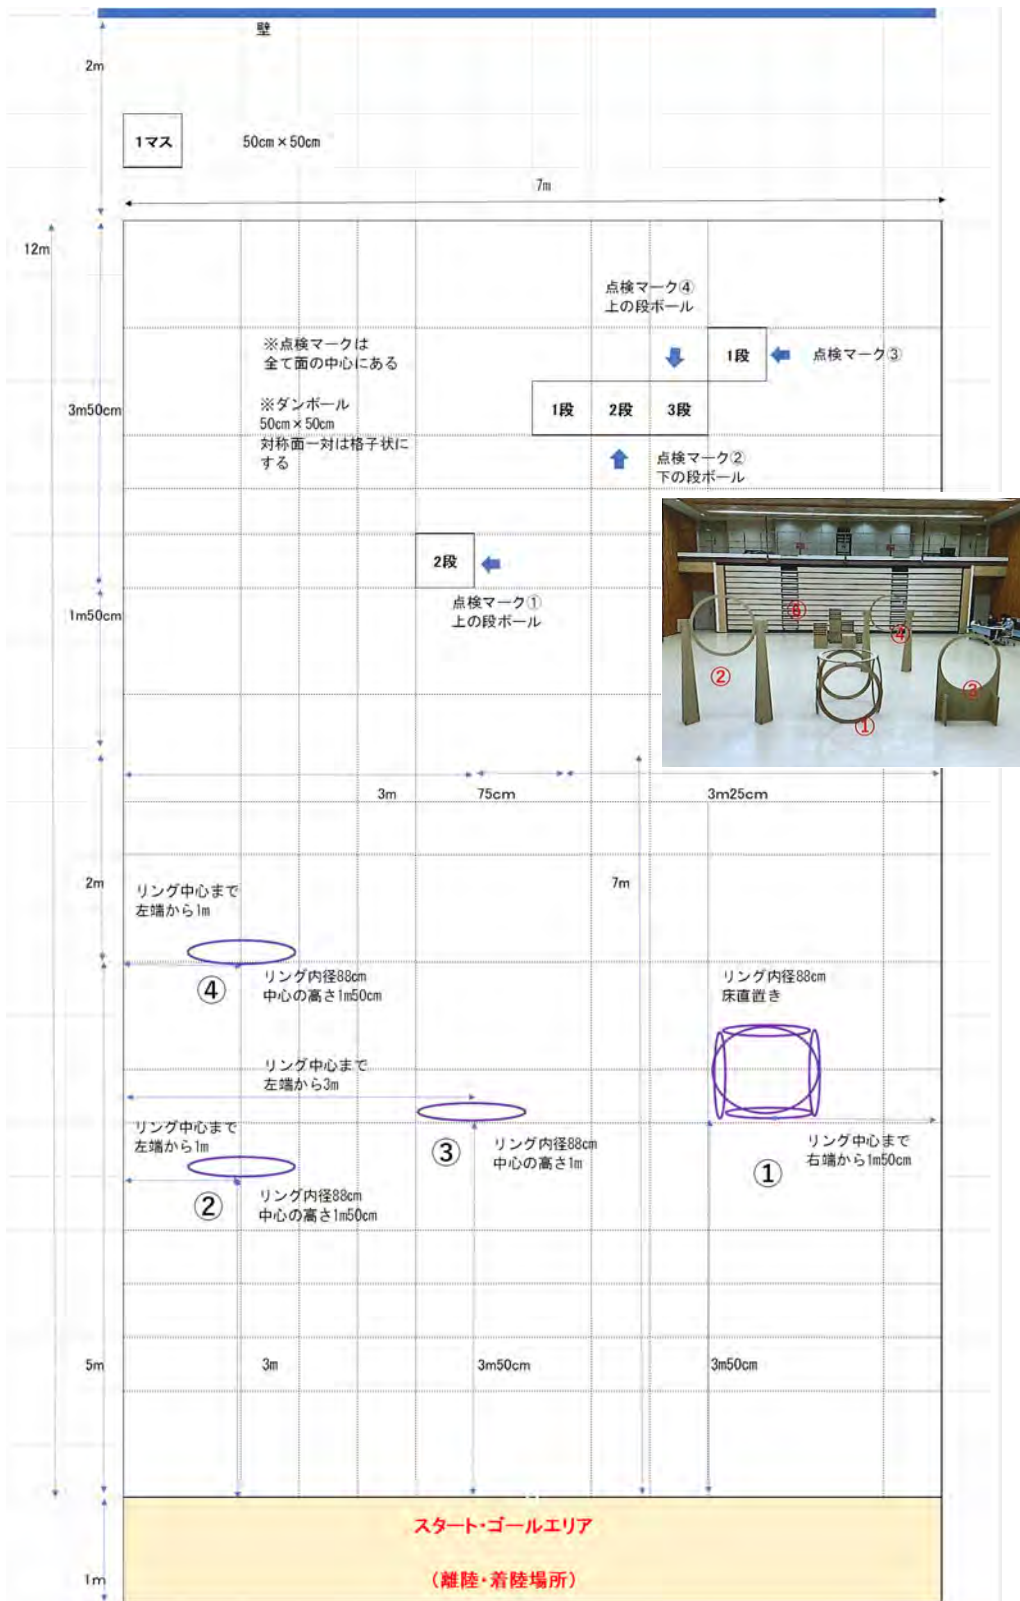 壁
2m
1マス
50cm×50cm
7m
12m
点検マーク④
上の段ボール
※点検マークは
全て面の中心にある
1段
点検マーク③
3m50cm
※ダンボール
50cm×50cm
対称面一対は格子状に
する
1段
2段
3段
点検マーク②
下の段ボール
2段
点検マーク①
上の段ボール
1m50cm
④
②
③
①
3m
75cm
3m25cm
2m
7m
リング中心まで
左端から1m
④
リング内径88cm
中心の高さ1m50cm
リング内径88cm
床直置き
リング中心まで
左端から3m
リング中心まで
左端から1m
③
リング内径88cm
中心の高さ1m
リング中心まで
右端から1m50cm
①
②
リング内径88cm
中心の高さ1m50cm
5m
3m
3m50cm
3m50cm
スタート・ゴールエリア
1m
(離陸・着陸場所)